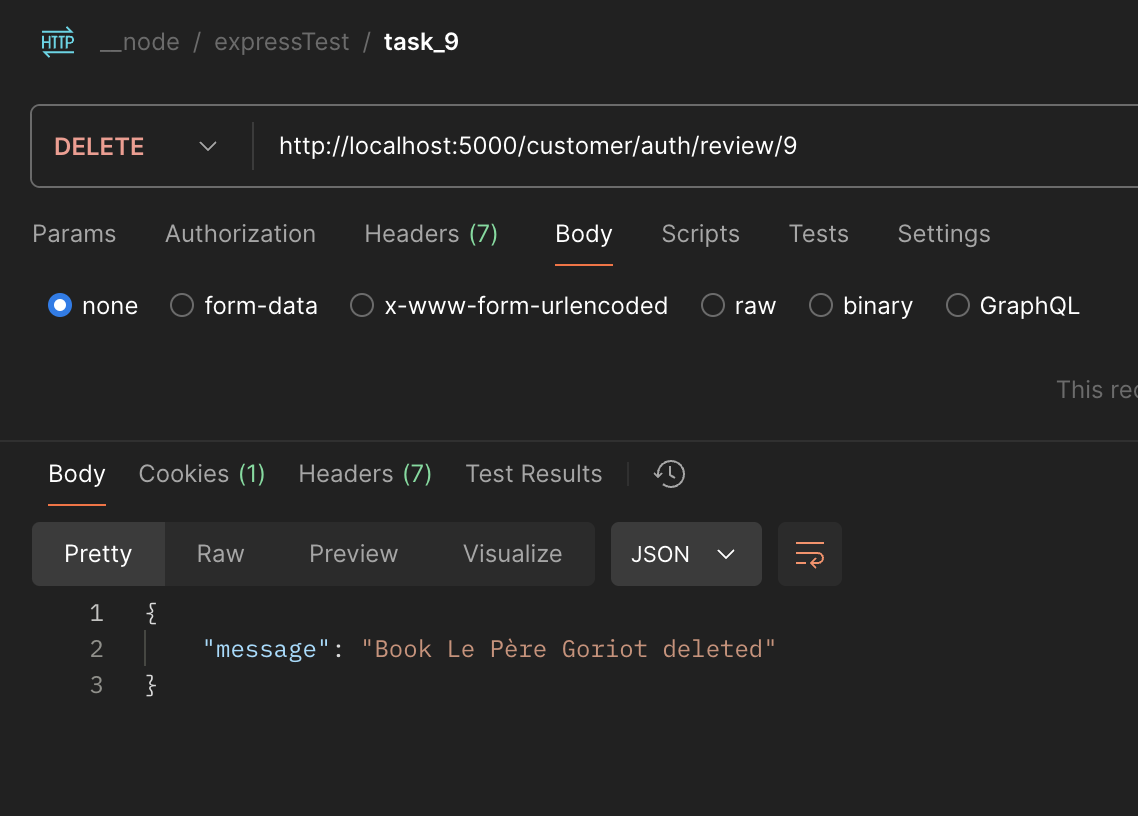 HTTP __node / expressTest / task_9
DELETE http://localhost:5000/customer/auth/review/9
Params Authorization Headers (7) Body Scripts Tests Settings
none form-data x-www-form-urlencoded raw binary GraphQL
This
Body Cookies (1) Headers (7) Test Results
Pretty Raw Preview Visualize JSON
1 {
2 "message": "Book Le Père Goriot deleted"
3 }